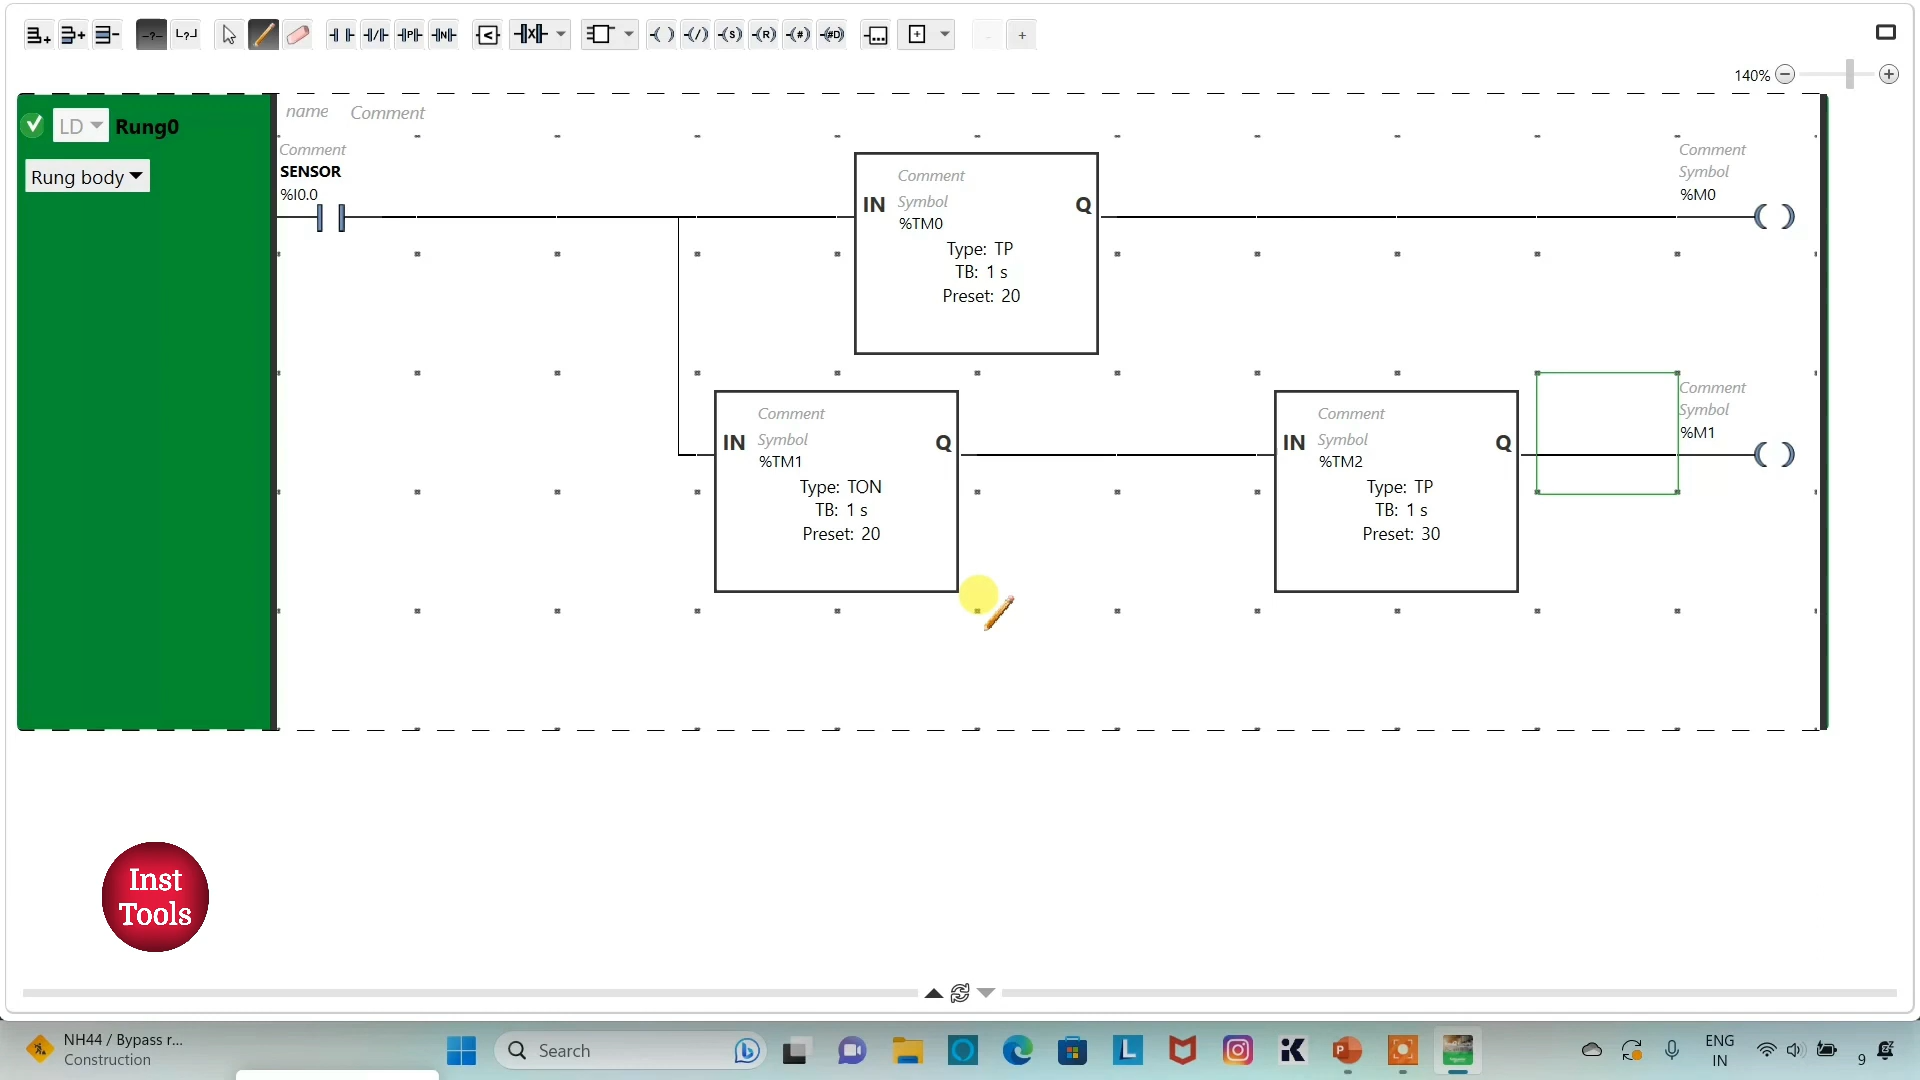 140%
LD
Rung0
Rung body
name Comment
Comment
SENSOR
%I0.0
Comment
Symbol
%TM0
IN
Q
Type: TP
TB: 1 s
Preset: 20
Comment
Symbol
%M0
Comment
Symbol
%TM1
IN
Q
Type: TON
TB: 1 s
Preset: 20
Comment
Symbol
%TM2
IN
Q
Type: TP
TB: 1 s
Preset: 30
Comment
Symbol
%M1
Inst
Tools
NH44 / Bypass r...
Construction
Search
ENG
IN
9